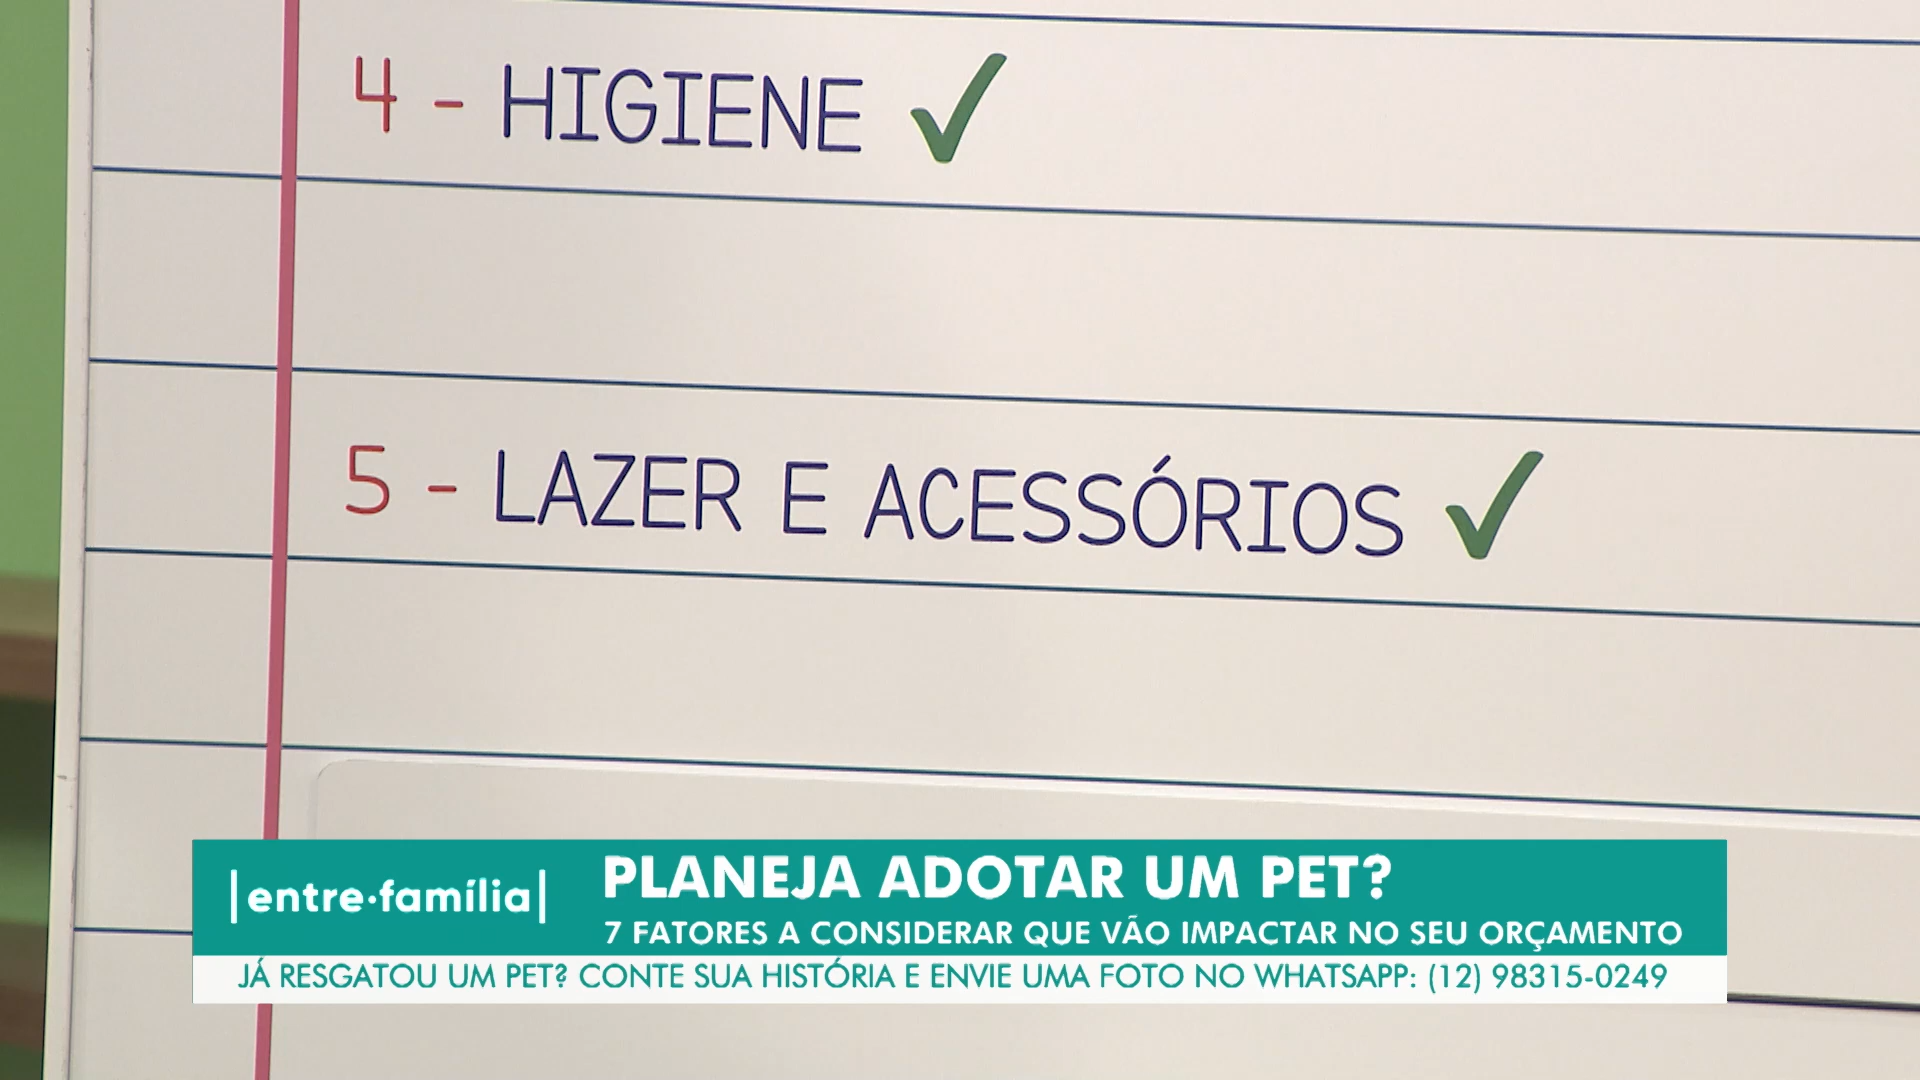 4 - HIGIENE ✓
5 - LAZER E ACESSÓRIOS ✓
|entre·família|
PLANEJA ADOTAR UM PET?
7 FATORES A CONSIDERAR QUE VÃO IMPACTAR NO SEU ORÇAMENTO
JÁ RESGATOU UM PET? CONTE SUA HISTÓRIA E ENVIE UMA FOTO NO WHATSAPP: (12) 98315-0249